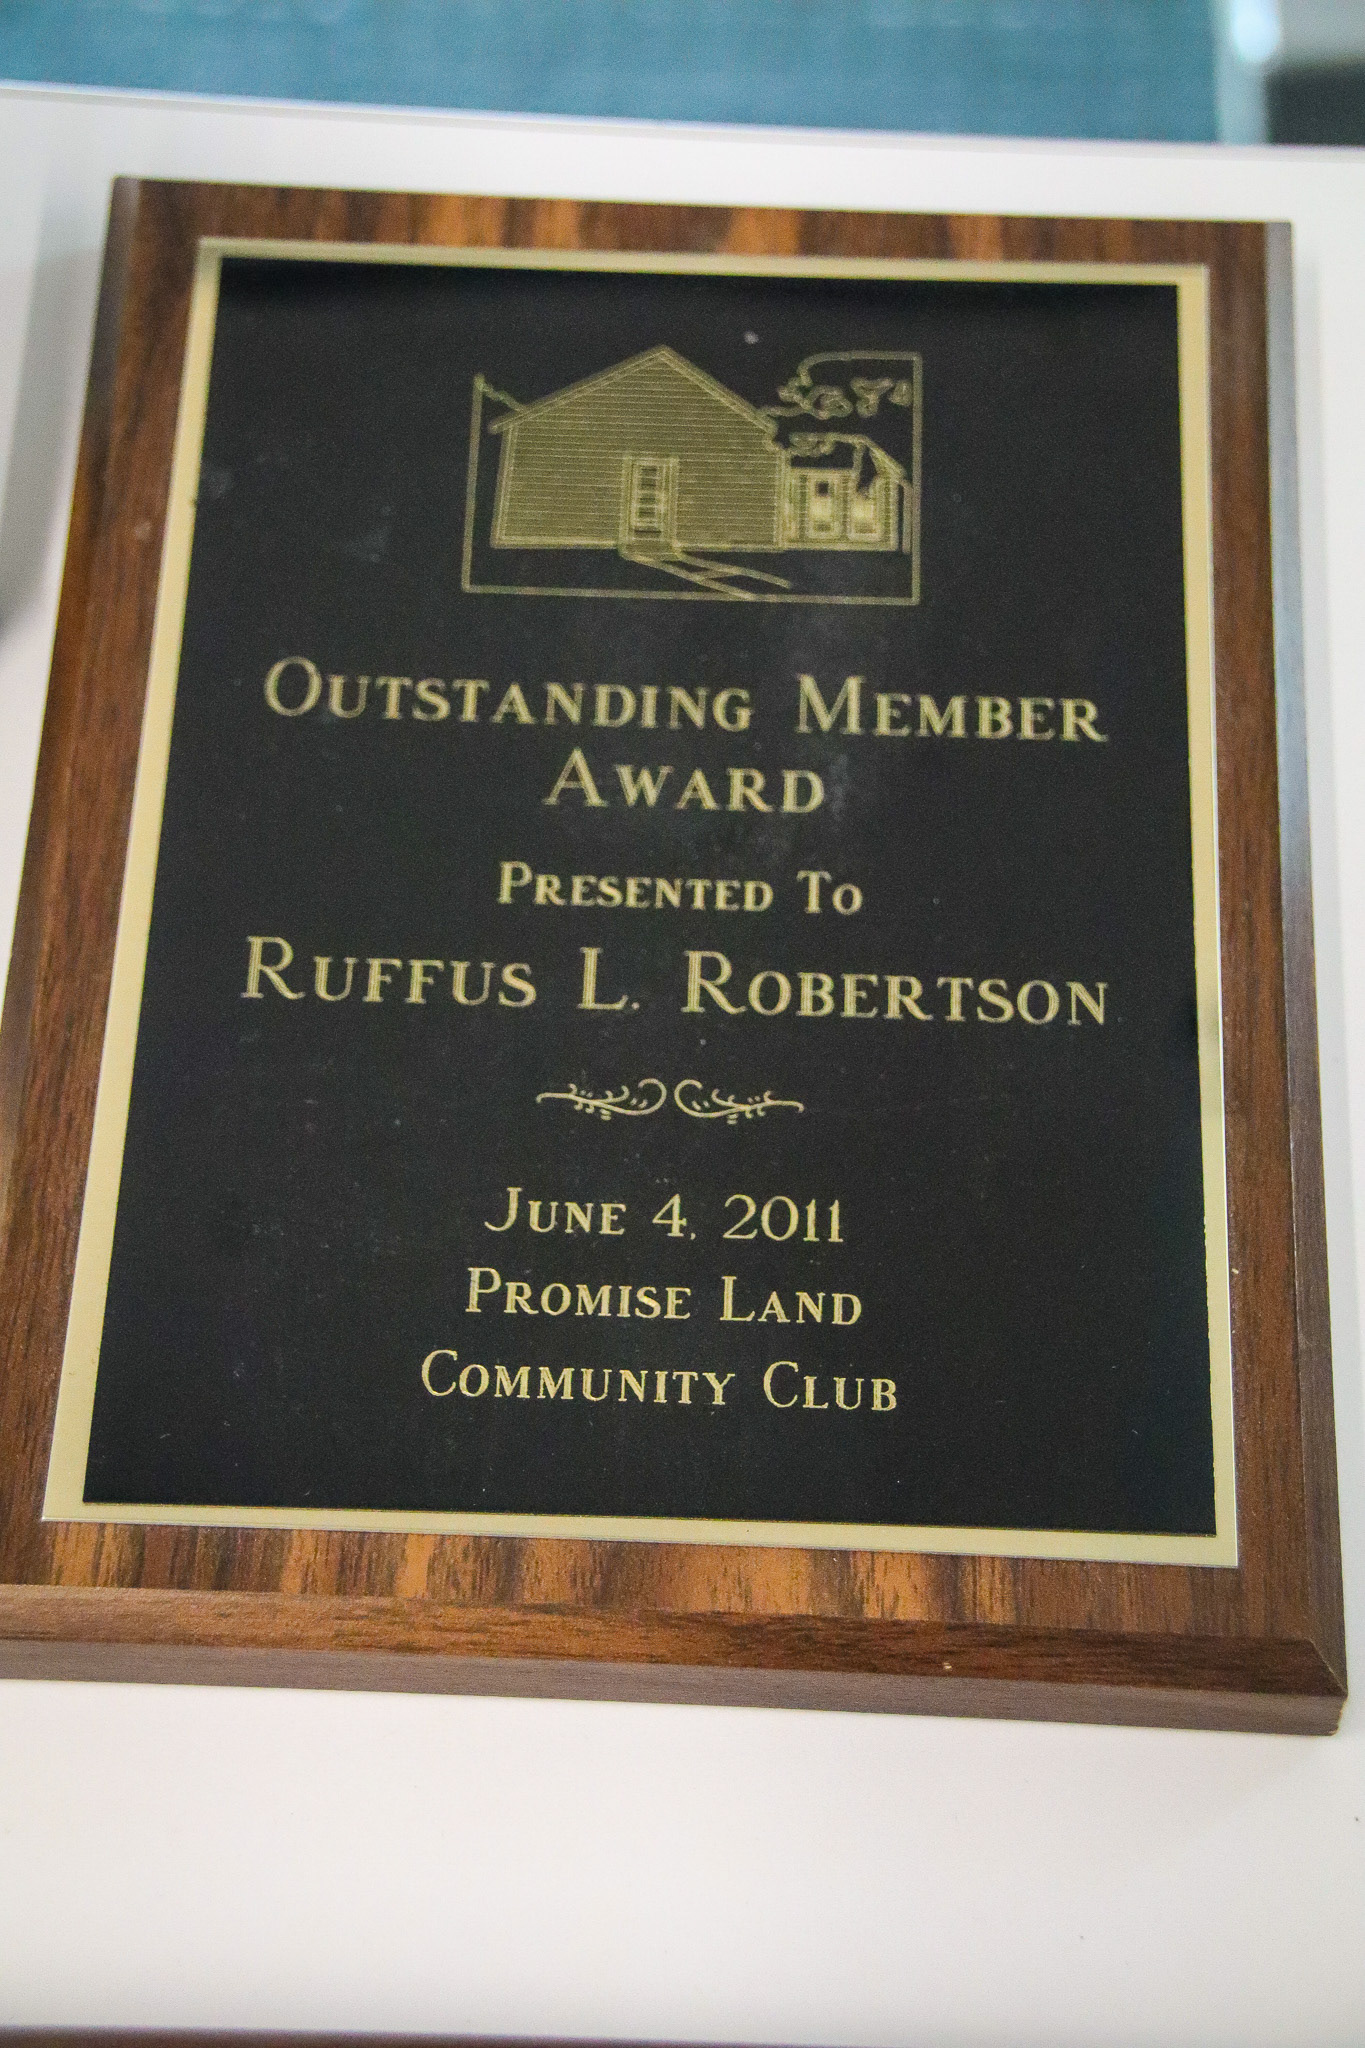 Outstanding Member
Award
Presented To
Ruffus L. Robertson
June 4, 2011
Promise Land
Community Club